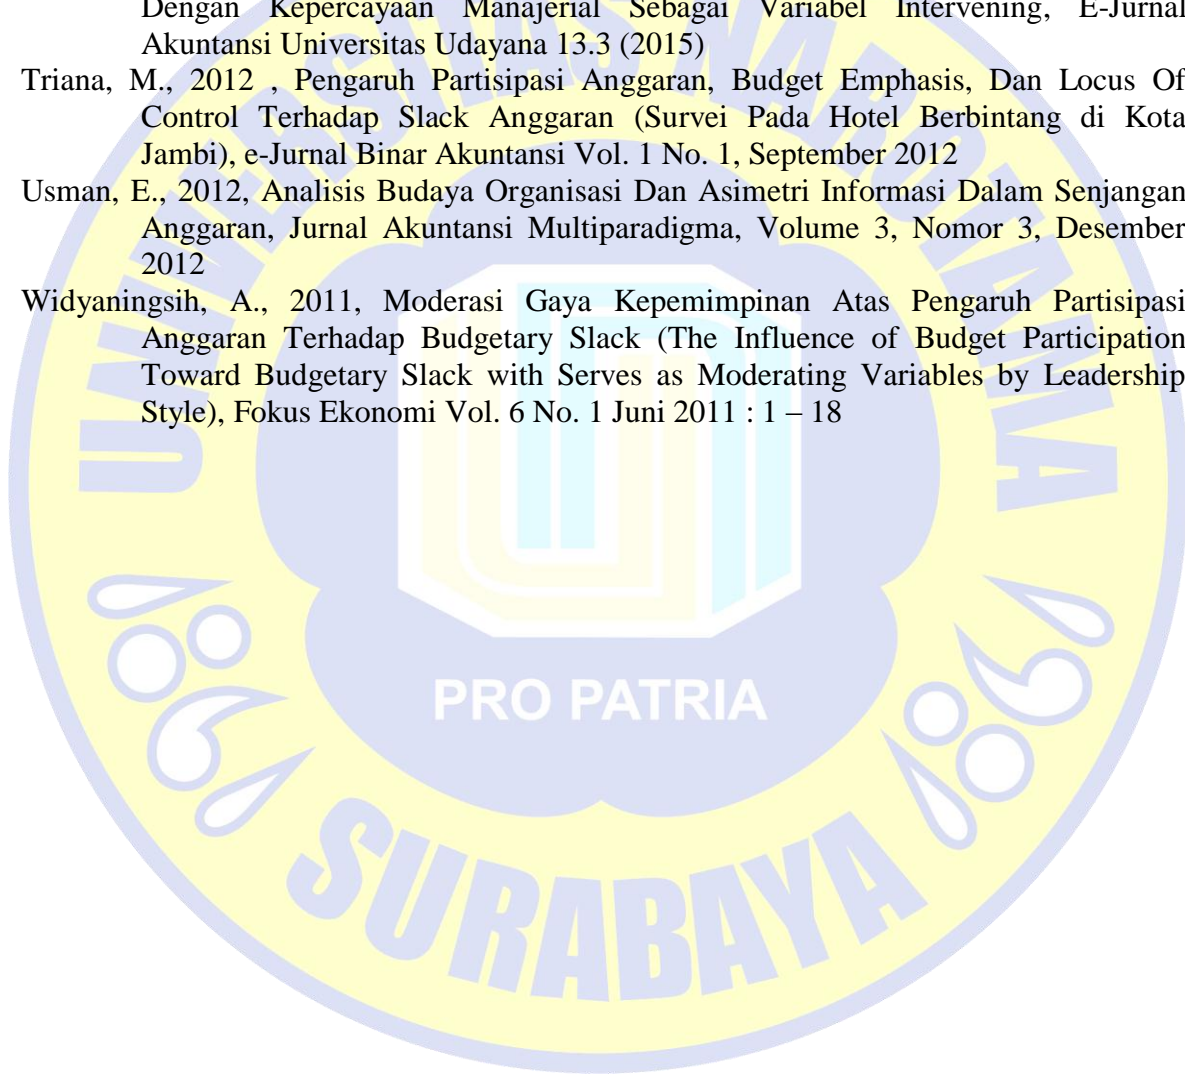 Dengan Kepercayaan Manajerial Sebagai Variabel Intervening, E-Jurnal
Akuntansi Universitas Udayana 13.3 (2015)
Triana, M., 2012 , Pengaruh Partisipasi Anggaran, Budget Emphasis, Dan Locus Of
Control Terhadap Slack Anggaran (Survei Pada Hotel Berbintang di Kota
Jambi), e-Jurnal Binar Akuntansi Vol. 1 No. 1, September 2012
Usman, E., 2012, Analisis Budaya Organisasi Dan Asimetri Informasi Dalam Senjangan
Anggaran, Jurnal Akuntansi Multiparadigma, Volume 3, Nomor 3, Desember
2012
Widyaningsih, A., 2011, Moderasi Gaya Kepemimpinan Atas Pengaruh Partisipasi
Anggaran Terhadap Budgetary Slack (The Influence of Budget Participation
Toward Budgetary Slack with Serves as Moderating Variables by Leadership
Style), Fokus Ekonomi Vol. 6 No. 1 Juni 2011 : 1 – 18
UNIVERSITAS NAROTAMA
PRO PATRIA
SURABAYA